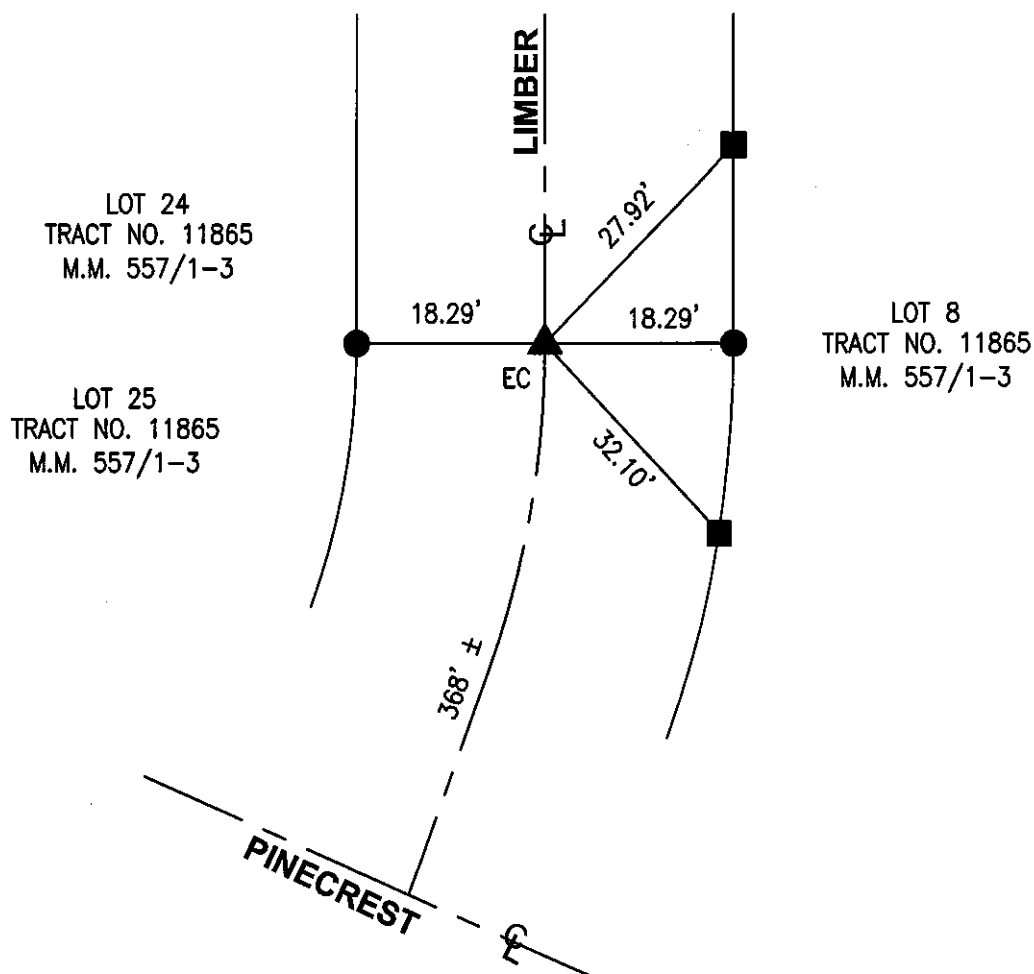 LIMBER
LOT 24
TRACT NO. 11865
M.M. 557/1-3
27.92'
℄
18.29'
18.29'
LOT 8
TRACT NO. 11865
M.M. 557/1-3
EC
LOT 25
TRACT NO. 11865
M.M. 557/1-3
32.10'
368' ±
PINECREST
℄